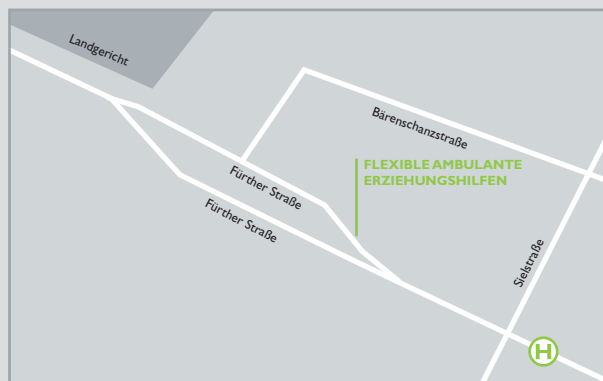 Landgericht
Bärenschanzstraße
FLEXIBLE AMBULANTE
ERZIEHUNGSHILFEN
Fürther Straße
Fürther Straße
Sielstraße
H